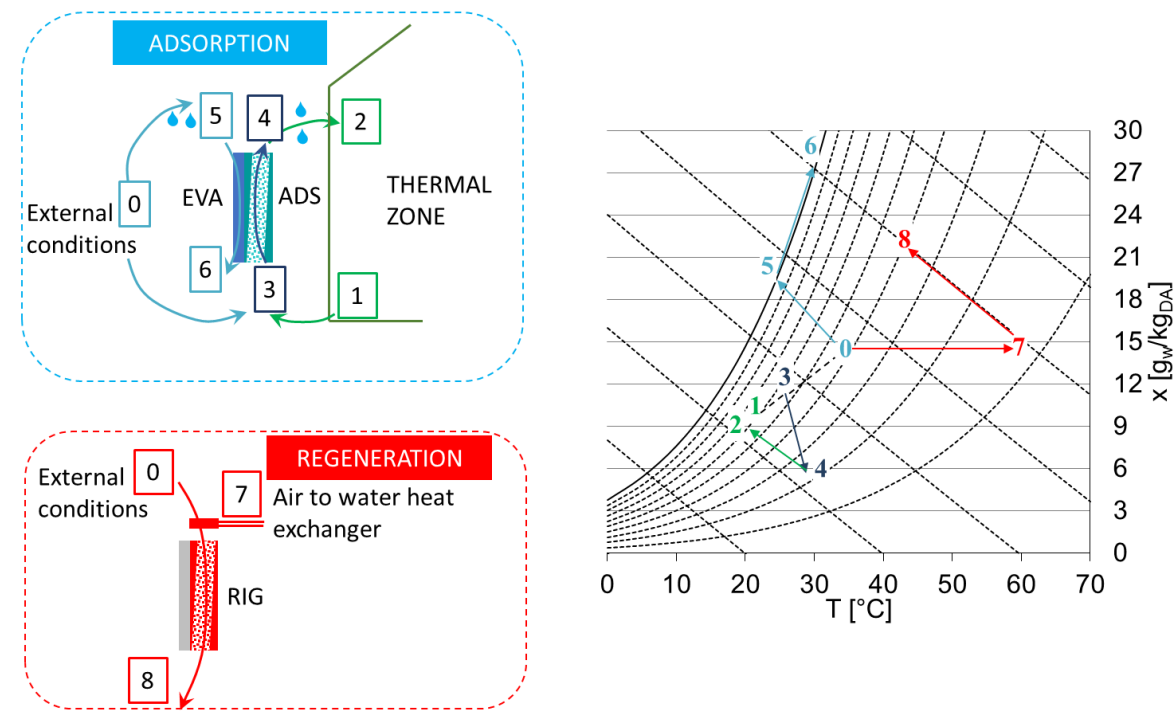 ADSORPTION
5
4
2
EVA
ADS
THERMAL
ZONE
0
External
conditions
6
3
1
REGENERATION
External
conditions
0
7
Air to water heat
exchanger
RIG
8
6
5
0
8
7
3
1
2
4
30
27
24
21
18
15
12
9
6
3
0
x [g_w/kg_DA]
0 10 20 30 40 50 60 70
T [°C]